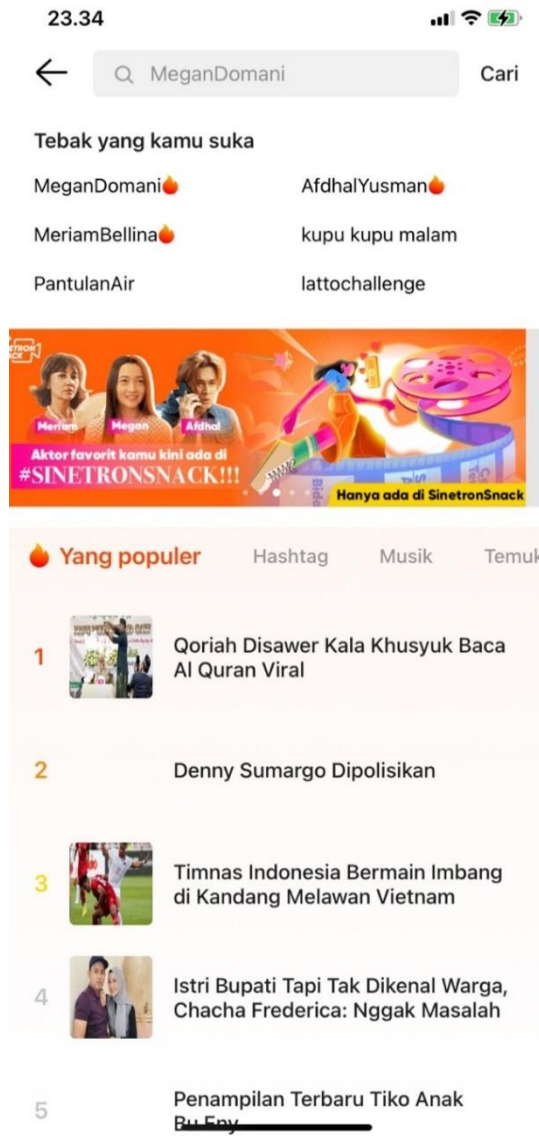 23.34
MeganDomani
Cari
Tebak yang kamu suka
MeganDomani
AfdhalYusman
MeriamBellina
kupu kupu malam
PantulanAir
lattochallenge
Meriam
Megan
Afdhal
Aktor favorit kamu kini ada di
#SINETRONSNACK!!!
Hanya ada di SinetronSnack
Yang populer
Hashtag
Musik
Temuk
1
Qoriah Disawer Kala Khusyuk Baca
Al Quran Viral
2
Denny Sumargo Dipolisikan
3
Timnas Indonesia Bermain Imbang
di Kandang Melawan Vietnam
4
Istri Bupati Tapi Tak Dikenal Warga,
Chacha Frederica: Nggak Masalah
5
Penampilan Terbaru Tiko Anak
Bu Eny